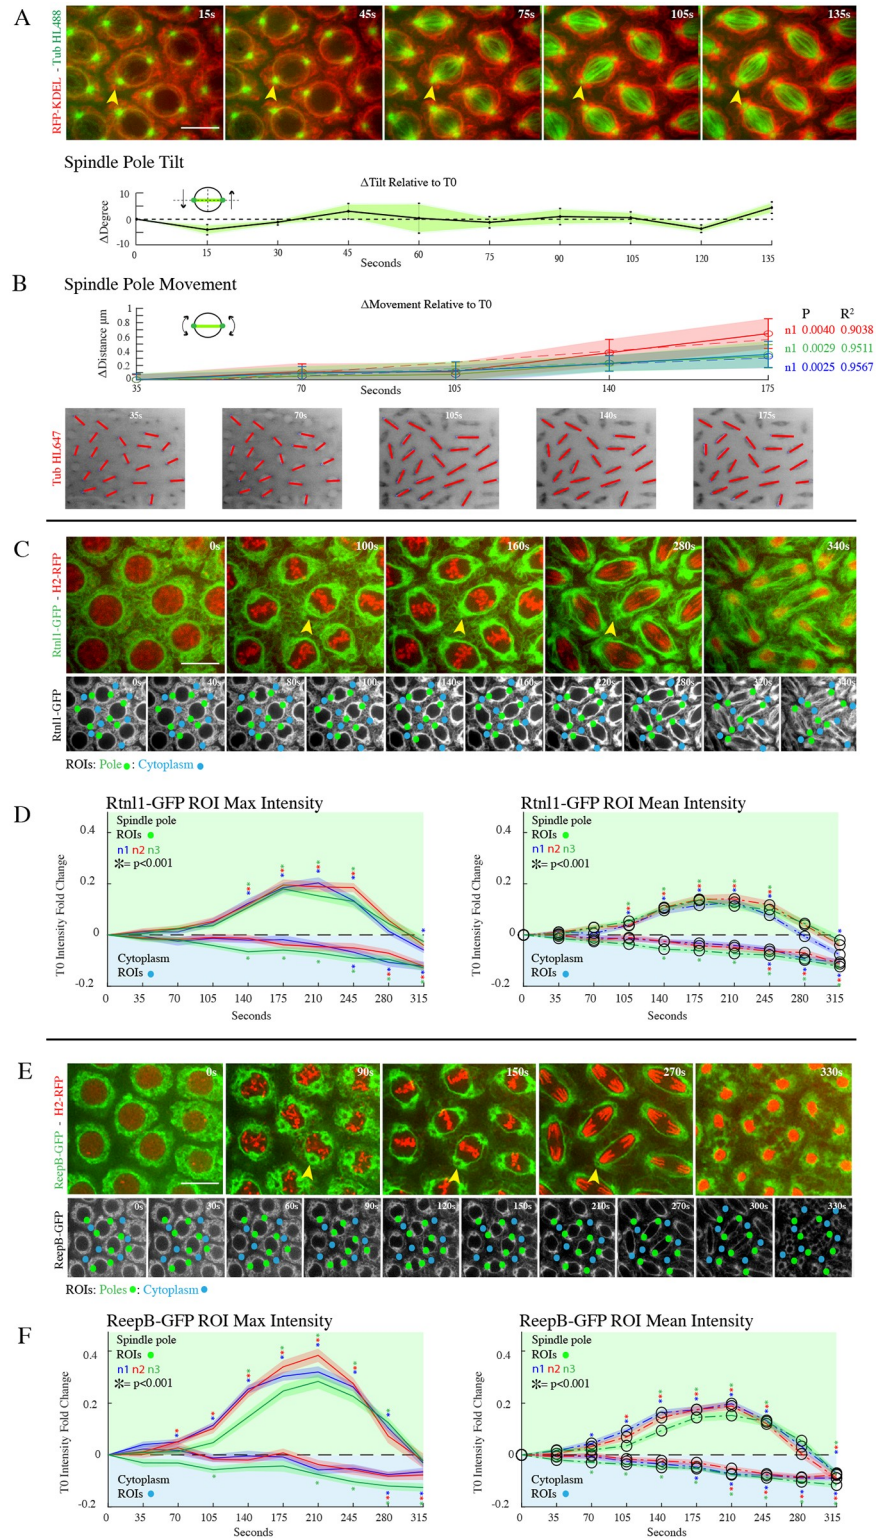 A
RFP-KDEL - Tub HL488
15s 45s 75s 105s 135s
Spindle Pole Tilt
ΔTilt Relative to T0
ΔDegree
10
0
-10
0 15 30 45 60 75 90 105 120 135
Seconds
B
Spindle Pole Movement
ΔMovement Relative to T0
ΔDistance µm
1
0.8
0.6
0.4
0.2
0
35 70 105 140 175
Seconds
P R²
n1 0.0040 0.9038
n1 0.0029 0.9511
n1 0.0025 0.9567
Tub HL647
35s 70s 105s 140s 175s
C
Rtnl1-GFP - H2-RFP
0s 100s 160s 280s 340s
Rtnl1-GFP
0s 40s 80s 100s 140s 160s 220s 280s 320s 340s
ROIs: Pole : Cytoplasm
D
Rtnl1-GFP ROI Max Intensity
T0 Intensity Fold Change
0.4
0.2
0
-0.2
Spindle pole
ROIs
n1 n2 n3
*= p<0.001
Cytoplasm
ROIs
0 35 70 105 140 175 210 245 280 315
Seconds
Rtnl1-GFP ROI Mean Intensity
T0 Intensity Fold Change
0.4
0.2
0
-0.2
Spindle pole
ROIs
n1 n2 n3
*= p<0.001
Cytoplasm
ROIs
0 35 70 105 140 175 210 245 280 315
Seconds
E
ReepB-GFP - H2-RFP
0s 90s 150s 270s 330s
ReepB-GFP
0s 30s 60s 90s 120s 150s 210s 270s 300s 330s
ROIs: Poles : Cytoplasm
F
ReepB-GFP ROI Max Intensity
T0 Intensity Fold Change
0.4
0.2
0
-0.2
Spindle pole
ROIs
n1 n2 n3
*= p<0.001
Cytoplasm
ROIs
0 35 70 105 140 175 210 245 280 315
Seconds
ReepB-GFP ROI Mean Intensity
T0 Intensity Fold Change
0.4
0.2
0
-0.2
Spindle pole
ROIs
n1 n2 n3
*= p<0.001
Cytoplasm
ROIs
0 35 70 105 140 175 210 245 280 315
Seconds